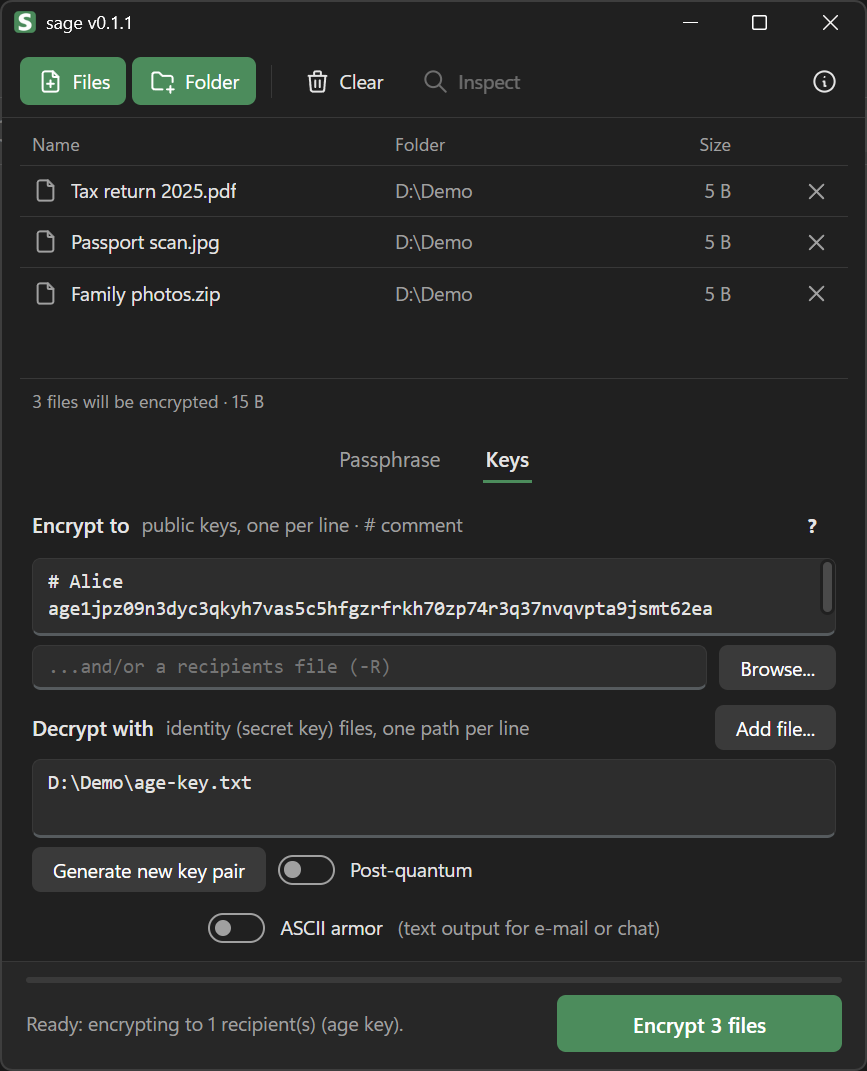 S sage v0.1.1
Files Folder Clear Inspect
Name Folder Size
Tax return 2025.pdf D:\Demo 5 B
Passport scan.jpg D:\Demo 5 B
Family photos.zip D:\Demo 5 B
3 files will be encrypted · 15 B
Passphrase Keys
Encrypt to public keys, one per line · # comment ?
# Alice
age1jpz09n3dyc3qkyh7vas5c5hfgzrfrkh70zp74r3q37nvqvpta9jsmt62ea
...and/or a recipients file (-R) Browse...
Decrypt with identity (secret key) files, one path per line Add file...
D:\Demo\age-key.txt
Generate new key pair Post-quantum
ASCII armor (text output for e-mail or chat)
Ready: encrypting to 1 recipient(s) (age key). Encrypt 3 files